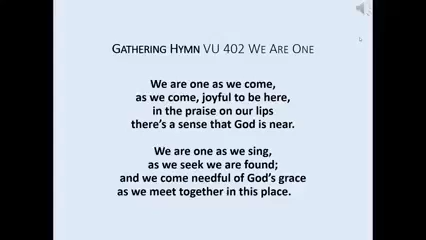 GATHERING HYMN VU 402 WE ARE ONE
We are one as we come,
as we come, joyful to be here,
in the praise on our lips
there's a sense that God is near.
We are one as we sing,
as we seek we are found;
and we come needful of God's grace
as we meet together in this place.